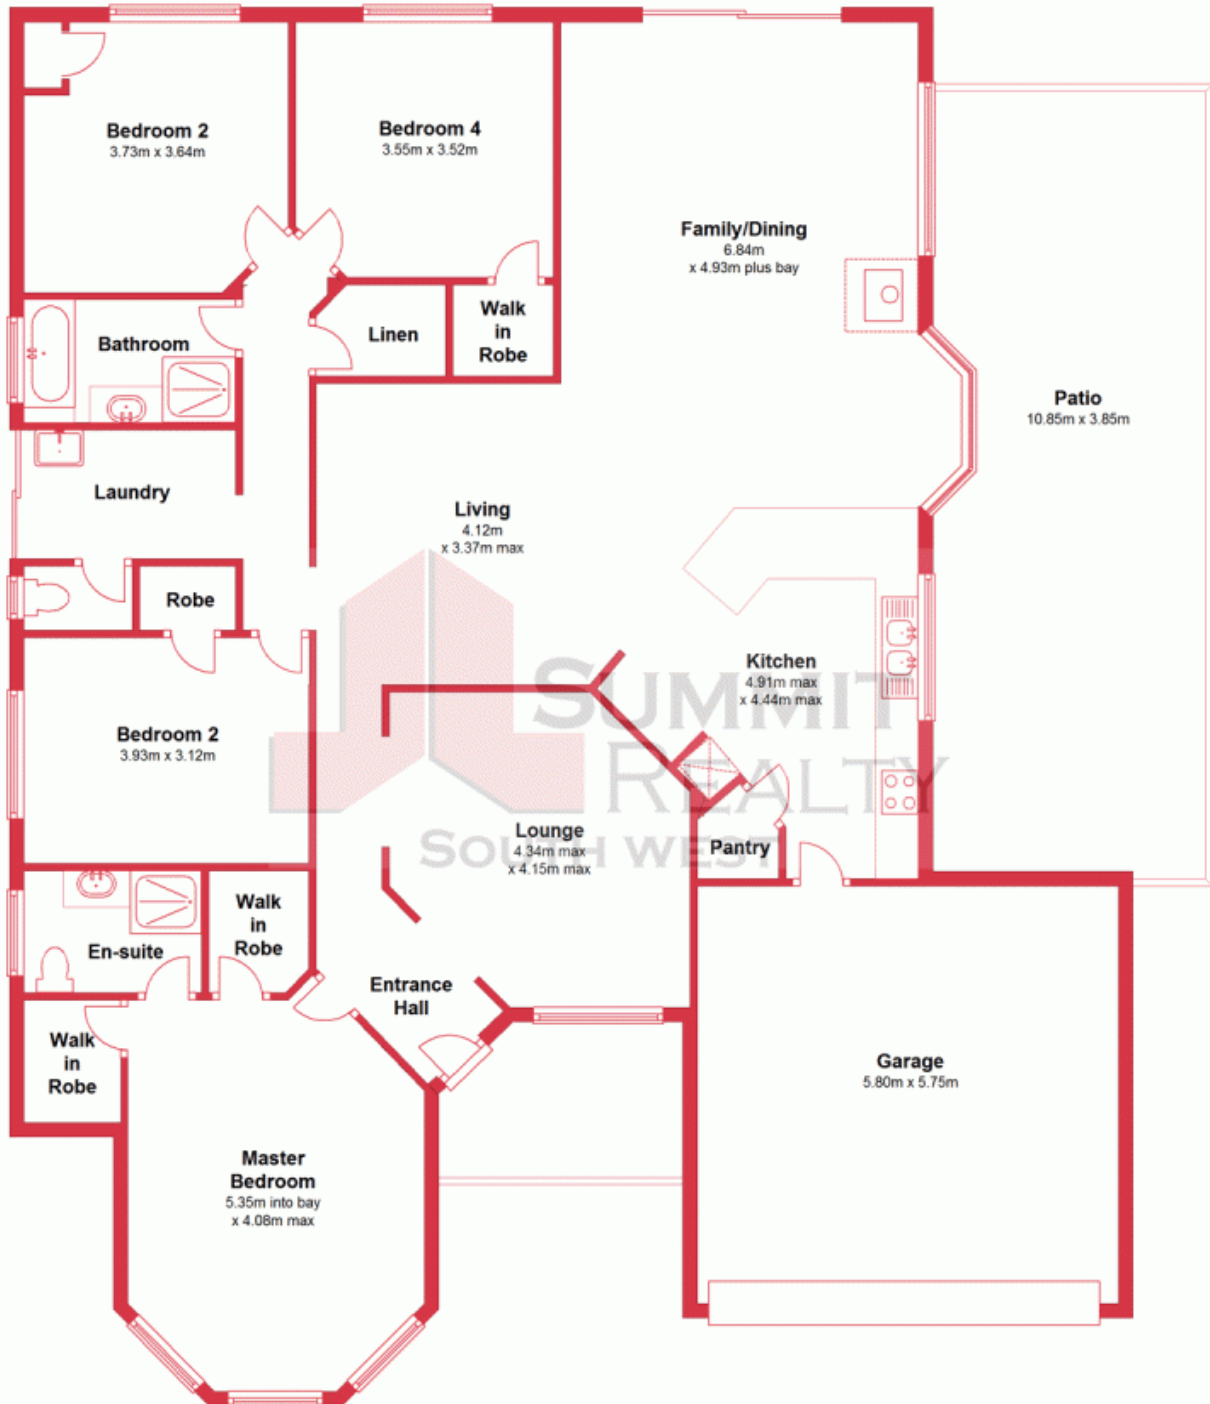 Bedroom 2
3.73m x 3.64m
Bedroom 4
3.55m x 3.52m
Family/Dining
6.84m
x 4.93m plus bay
Walk
in
Robe
Linen
Bathroom
Patio
10.85m x 3.85m
Laundry
Living
4.12m
x 3.37m max
Robe
Kitchen
4.91m max
x 4.44m max
SUMMIT
REALTY
SOUTH WEST
Bedroom 2
3.93m x 3.12m
Lounge
4.34m max
x 4.15m max
Pantry
Walk
in
Robe
En-suite
Entrance
Hall
Walk
in
Robe
Garage
5.80m x 5.75m
Master
Bedroom
5.35m into bay
x 4.08m max